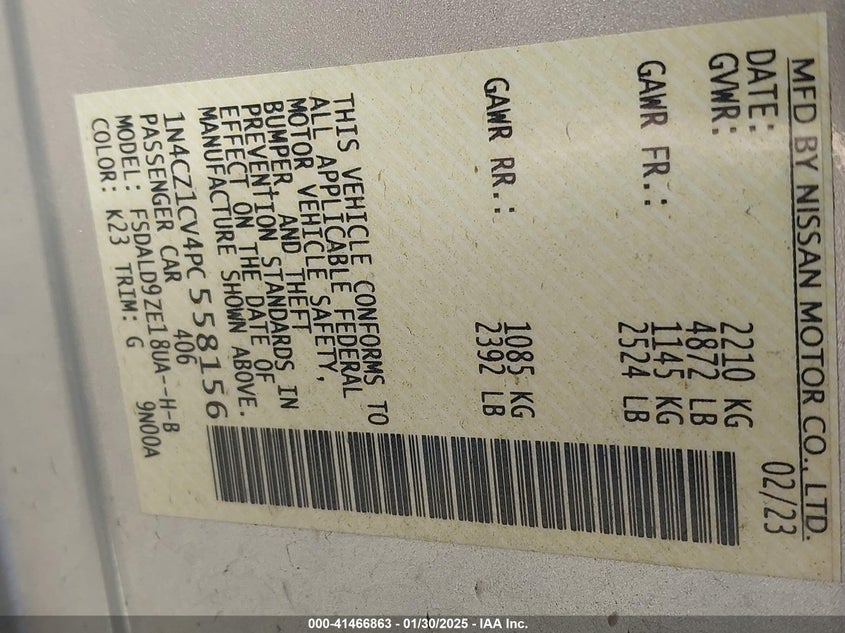 MFD BY NISSAN MOTOR CO., LTD.
DATE: 02/23
GVWR: 2210 KG
4872 LB
GAWR FR.: 1145 KG
2524 LB
GAWR RR.: 1085 KG
2392 LB
THIS VEHICLE CONFORMS TO
ALL APPLICABLE FEDERAL
MOTOR VEHICLE SAFETY,
BUMPER, AND THEFT
PREVENTION STANDARDS IN
EFFECT ON THE DATE OF
MANUFACTURE SHOWN ABOVE.
1N4CZ1CV4PC558156
PASSENGER CAR 406
MODEL: FSDALD9ZE18UA--H-B
COLOR: K23 TRIM: G 9N00A
000-41466863 - 01/30/2025 - IAA Inc.